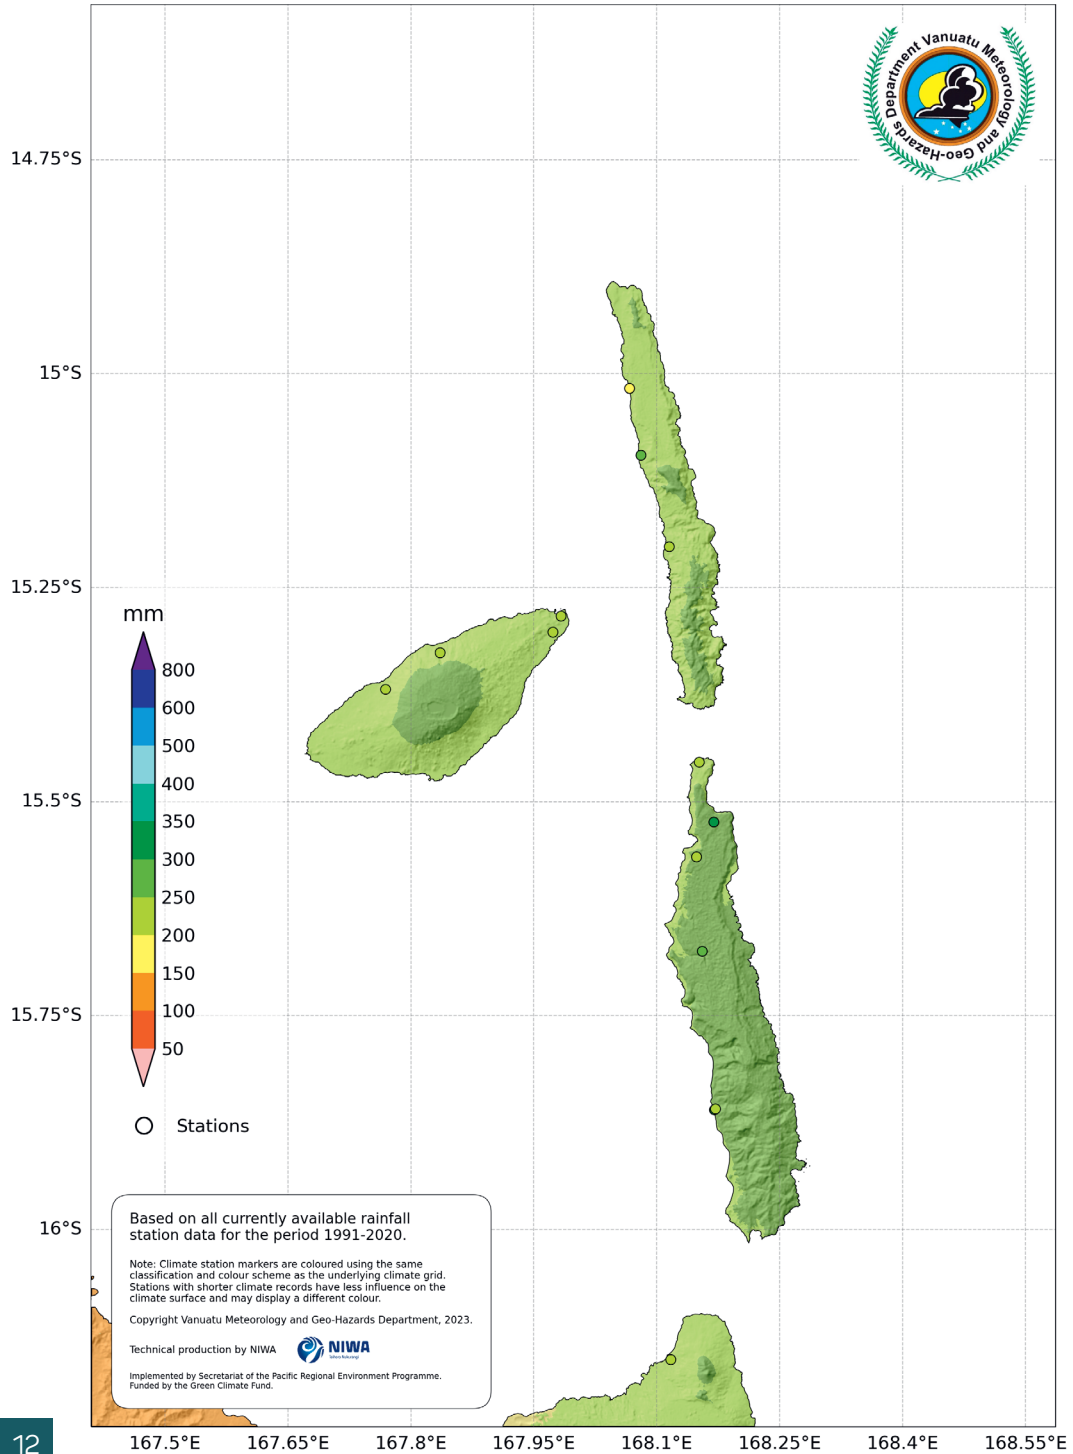 Vanuatu Meteorology and Geo-Hazards Department
14.75°S
15°S
15.25°S
mm
800
600
500
400
350
300
250
200
150
100
50
15.5°S
15.75°S
Stations
16°S
Based on all currently available rainfall
station data for the period 1991-2020.
Note: Climate station markers are coloured using the same
classification and colour scheme as the underlying climate grid.
Stations with shorter climate records have less influence on the
climate surface and may display a different colour.
Copyright Vanuatu Meteorology and Geo-Hazards Department, 2023.
Technical production by NIWA
NIWA
Taihoro Nukurangi
Implemented by Secretariat of the Pacific Regional Environment Programme.
Funded by the Green Climate Fund.
12
167.5°E 167.65°E 167.8°E 167.95°E 168.1°E 168.25°E 168.4°E 168.55°E